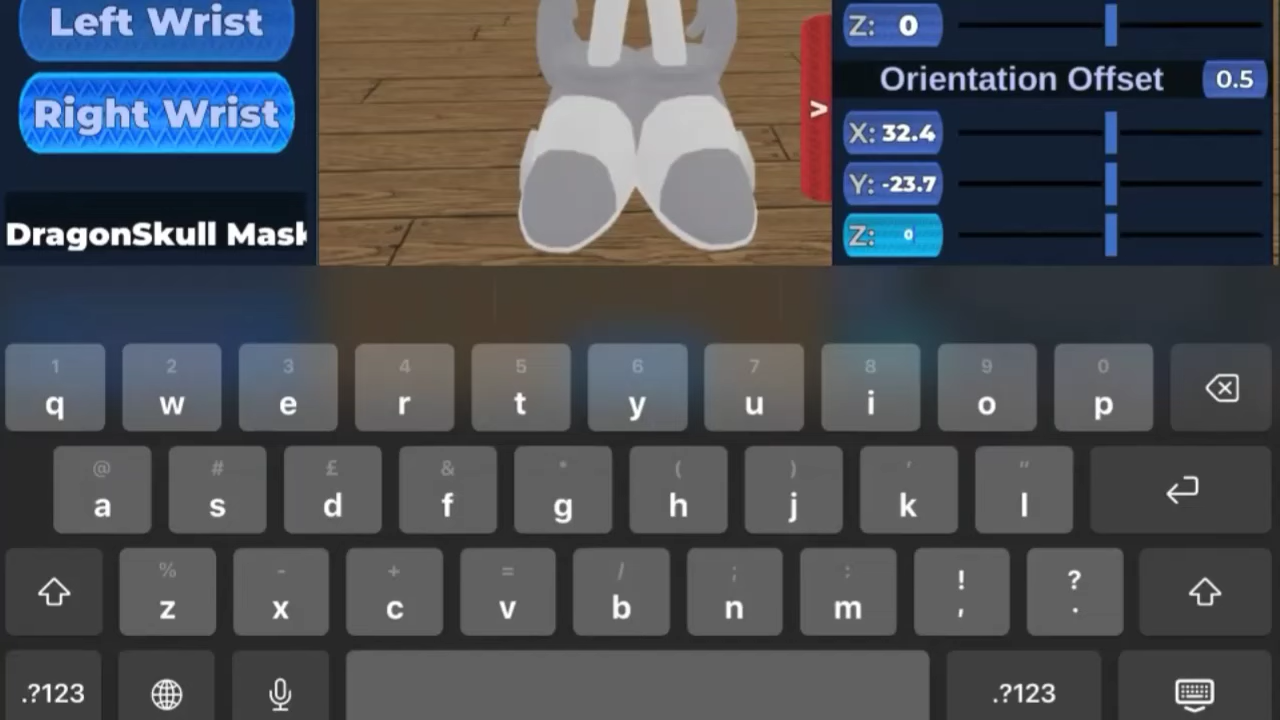 Left Wrist
Right Wrist
DragonSkull Mask
>
Z: 0
Orientation Offset 0.5
X: 32.4
Y: -23.7
Z: 0
1 2 3 4 5 6 7 8 9 0
q w e r t y u i o p
@ # £ & * ( ) ' "
a s d f g h j k l
% - + = / ; : ! ?
z x c v b n m , .
.?123 .?123